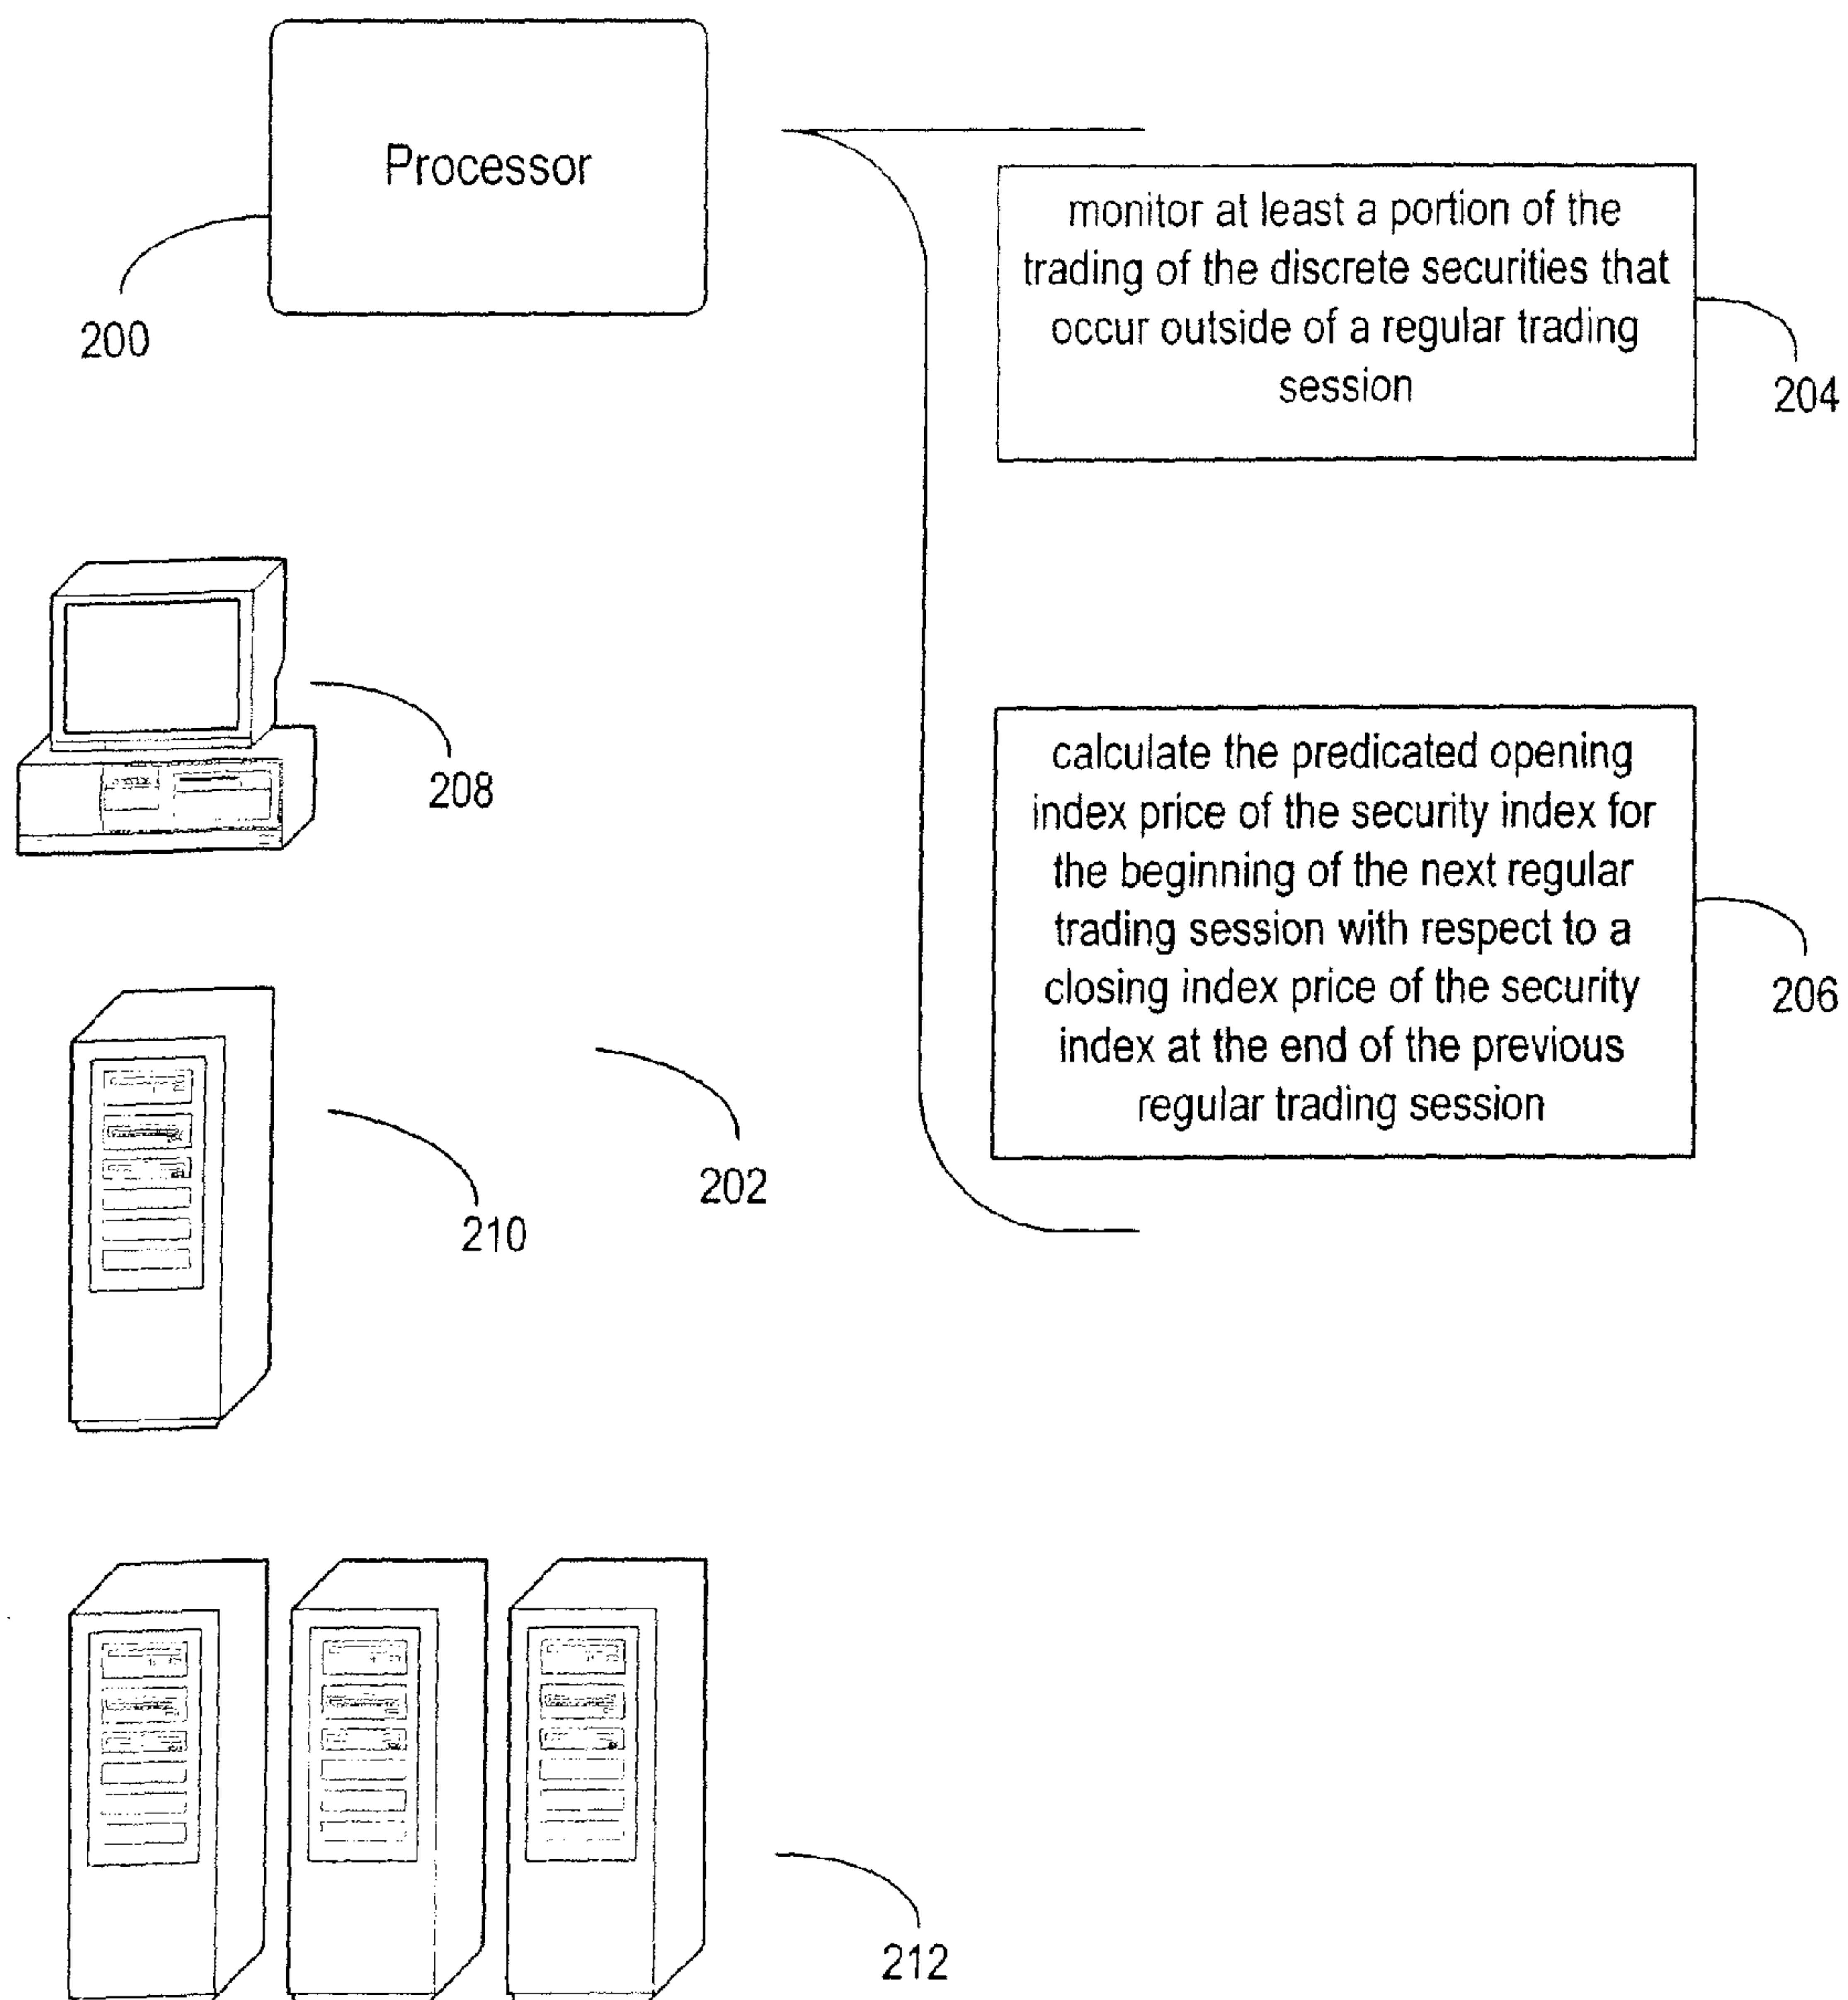 Processor
200
monitor at least a portion of the
trading of the discrete securities that
occur outside of a regular trading
session
204
208
calculate the predicated opening
index price of the security index for
the beginning of the next regular
trading session with respect to a
closing index price of the security
index at the end of the previous
regular trading session
206
202
210
212